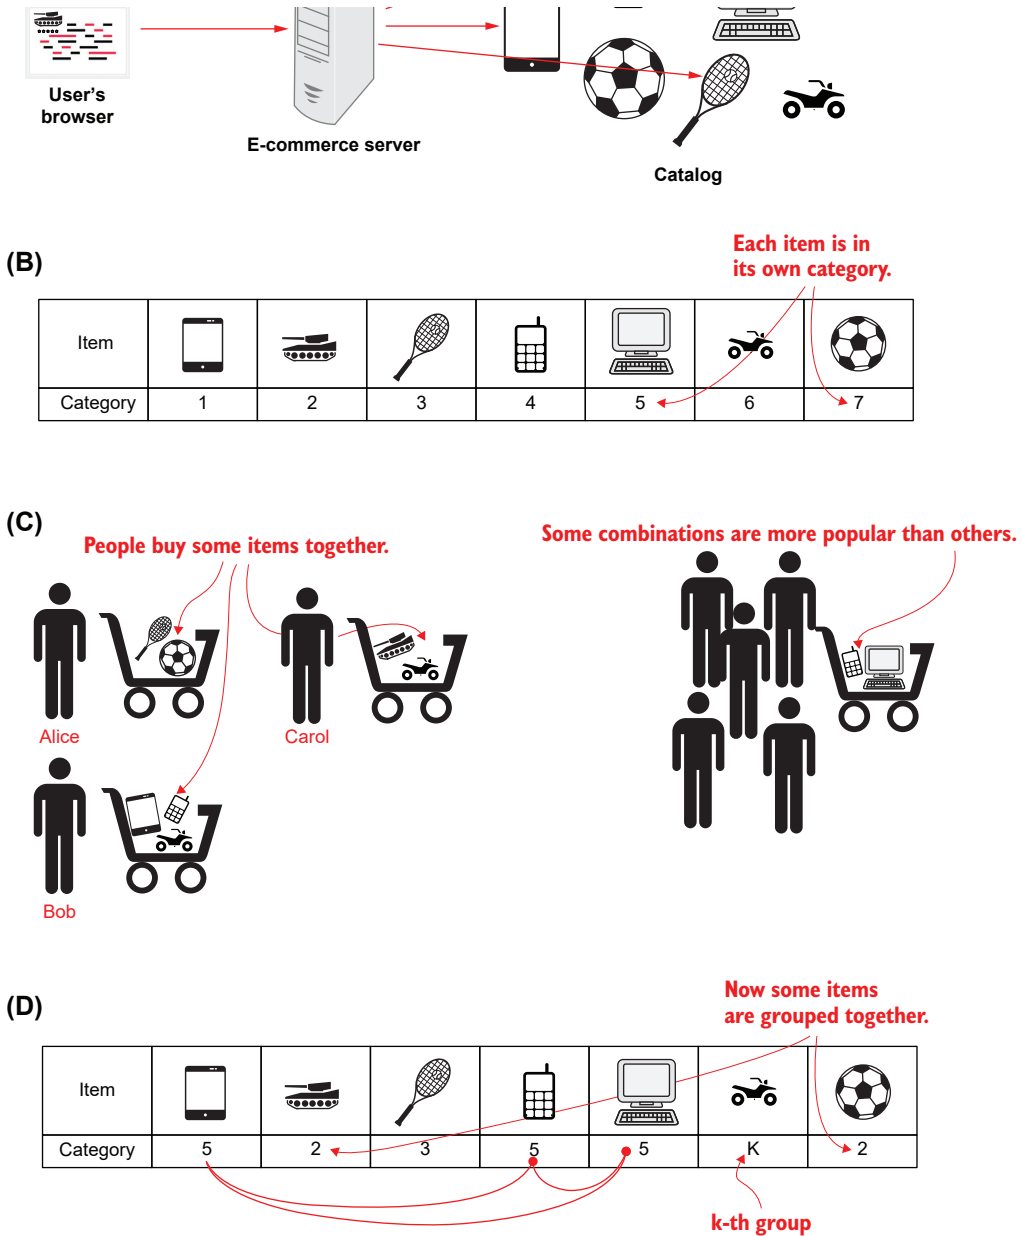 User's
browser
E-commerce server
Catalog
(B)
Each item is in
its own category.
Item
Category 1 2 3 4 5 6 7
(C)
People buy some items together.
Some combinations are more popular than others.
Alice
Carol
Bob
(D)
Now some items
are grouped together.
Item
Category 5 2 3 5 5 K 2
k-th group